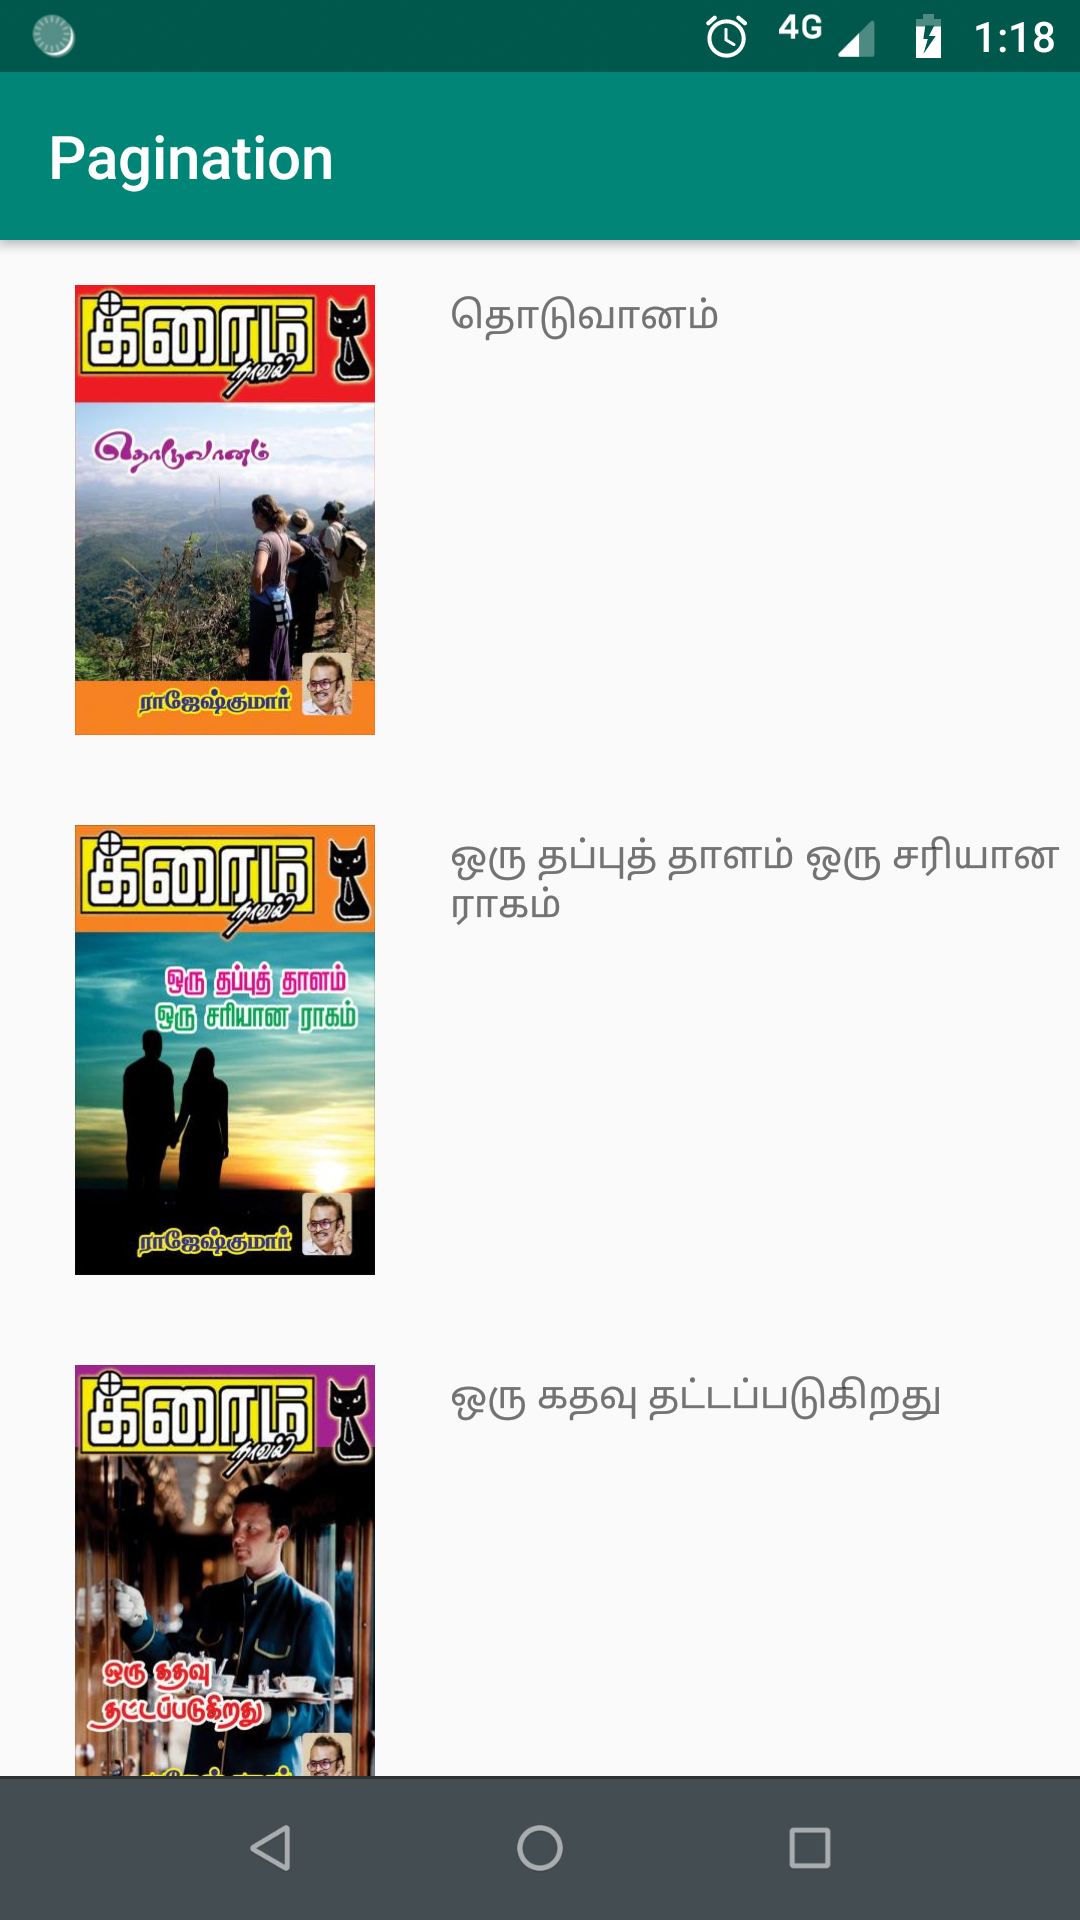 4G 1:18
Pagination
க்ரைம்
நாவல்
தொடுவானம்
ராஜேஷ்குமார்
தொடுவானம்
க்ரைம்
நாவல்
ஒரு தப்புத் தாளம்
ஒரு சரியான ராகம்
ராஜேஷ்குமார்
ஒரு தப்புத் தாளம் ஒரு சரியான
ராகம்
க்ரைம்
நாவல்
ஒரு கதவு
தட்டப்படுகிறது
ஒரு கதவு தட்டப்படுகிறது